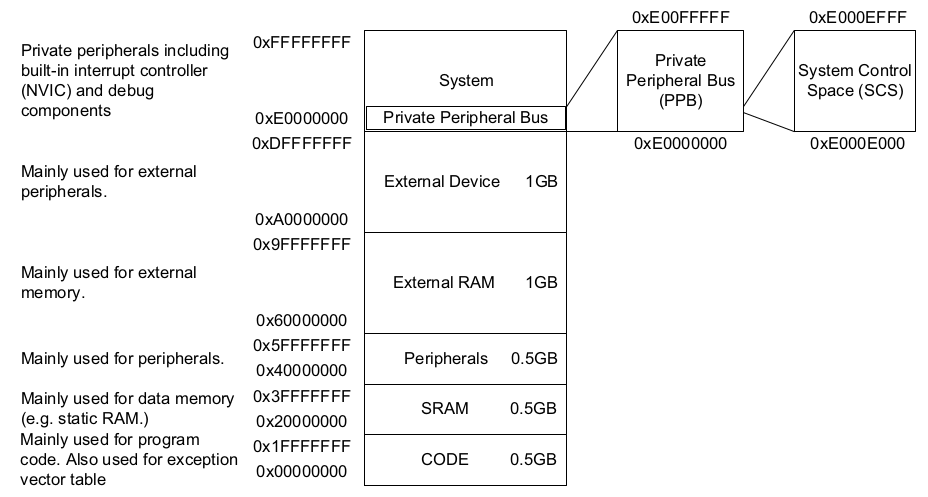 0xE00FFFFF
0xE000EFFF
Private peripherals including
built-in interrupt controller
(NVIC) and debug
components
0xFFFFFFFF
System
Private
Peripheral Bus
(PPB)
System Control
Space (SCS)
0xE0000000
Private Peripheral Bus
0xDFFFFFFF
0xE0000000
0xE000E000
Mainly used for external
peripherals.
External Device 1GB
0xA0000000
0x9FFFFFFF
Mainly used for external
memory.
External RAM 1GB
0x60000000
0x5FFFFFFF
Mainly used for peripherals.
Peripherals 0.5GB
0x40000000
0x3FFFFFFF
Mainly used for data memory
(e.g. static RAM.)
SRAM 0.5GB
0x20000000
0x1FFFFFFF
Mainly used for program
code. Also used for exception
vector table
CODE 0.5GB
0x00000000